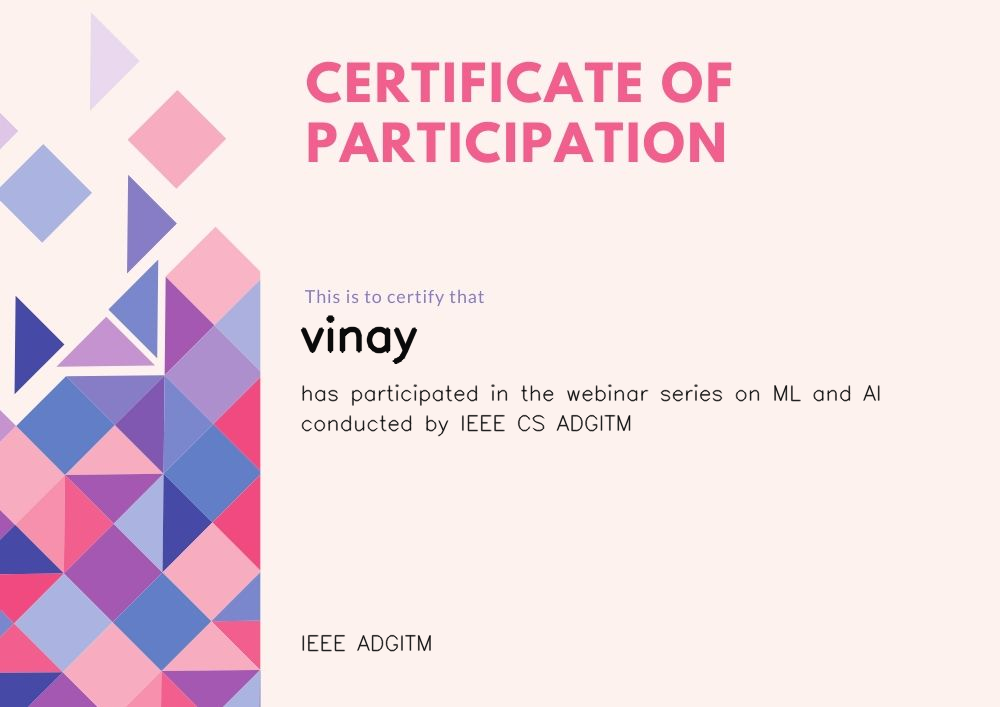 CERTIFICATE OF
PARTICIPATION
This is to certify that
vinay
has participated in the webinar series on ML and AI
conducted by IEEE CS ADGITM
IEEE ADGITM